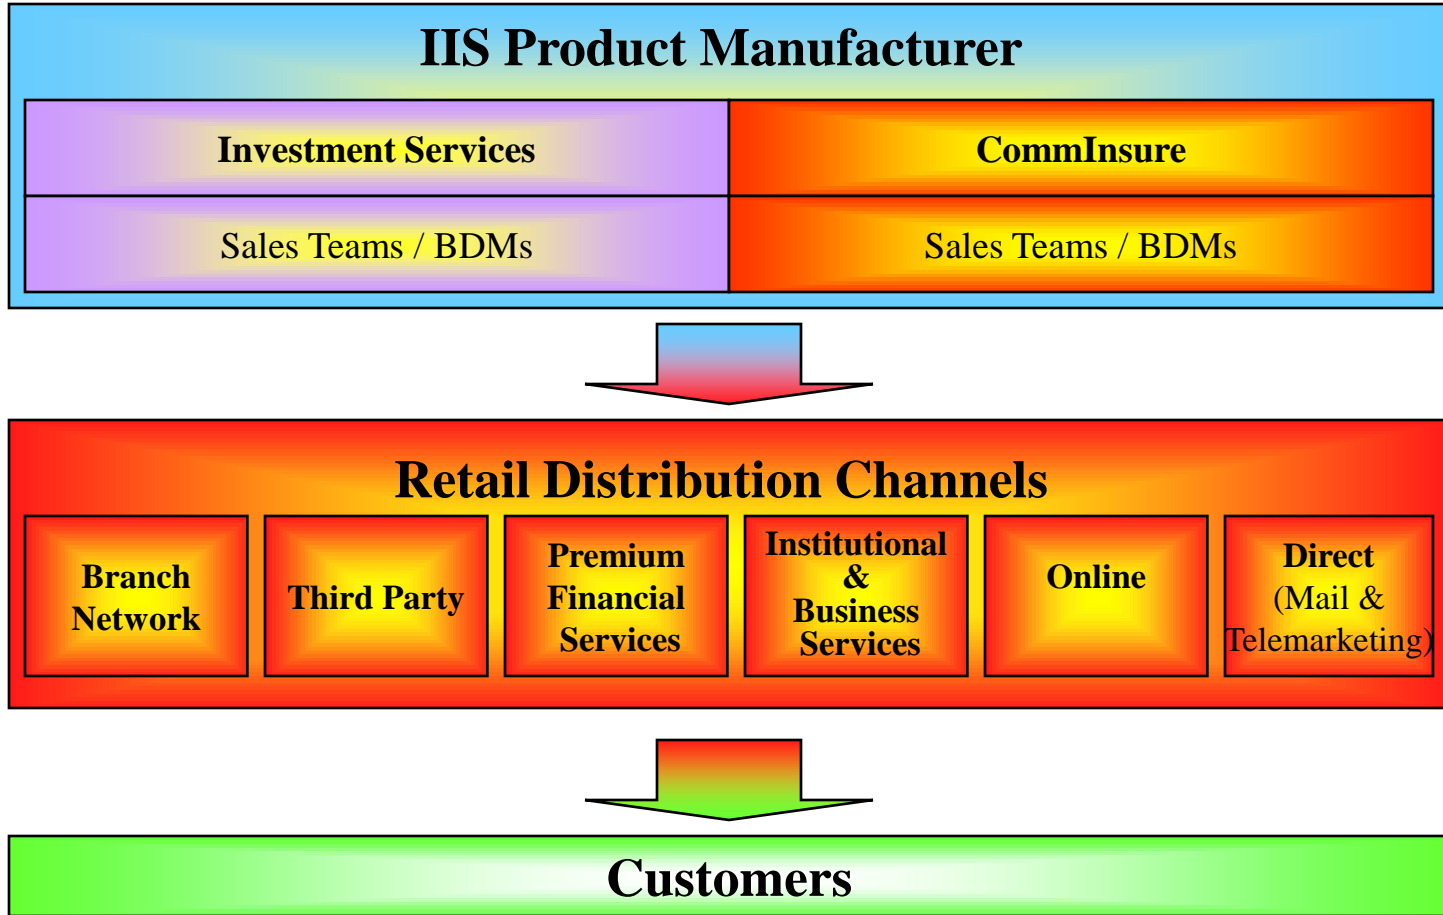 IIS Product Manufacturer
Investment Services
CommInsure
Sales Teams / BDMs
Sales Teams / BDMs
Retail Distribution Channels
Branch
Network
Third Party
Premium
Financial
Services
Institutional
&
Business
Services
Online
Direct
(Mail &
Telemarketing)
Customers